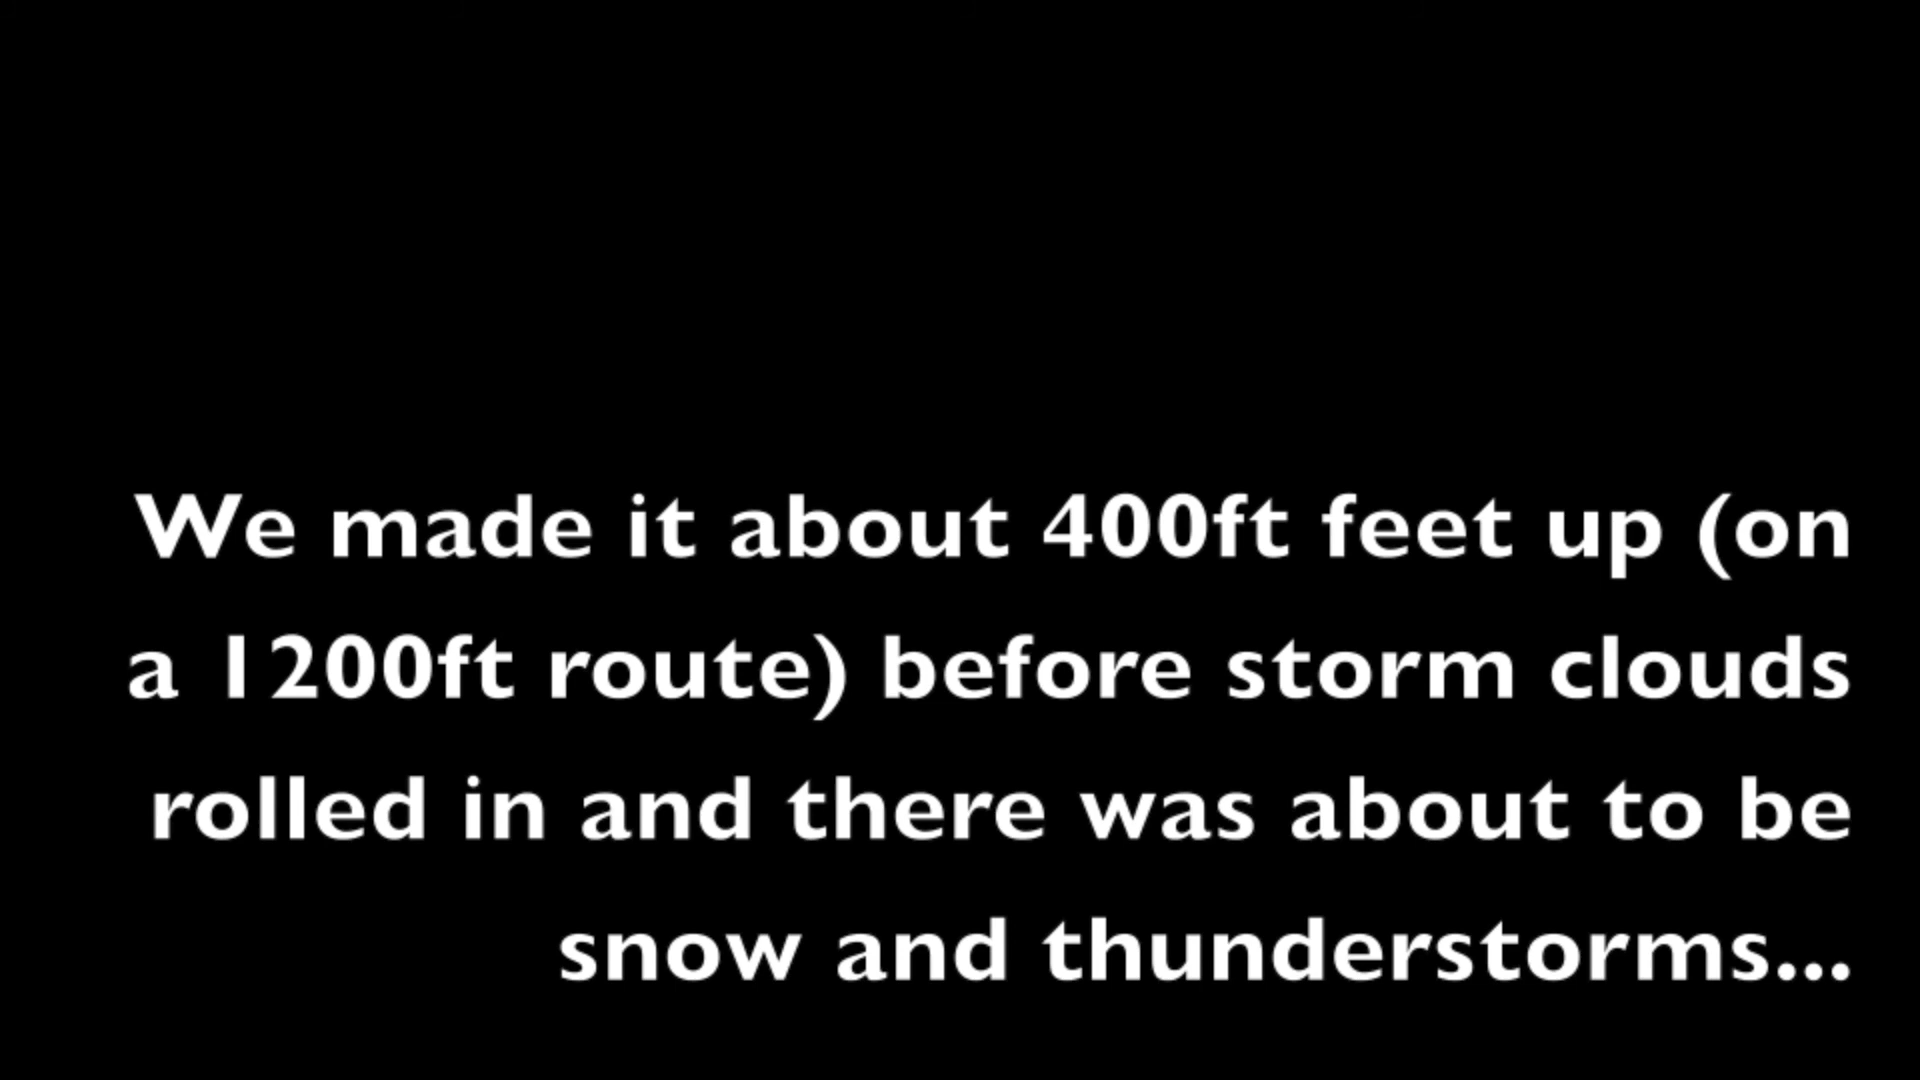 We made it about 400ft feet up (on
a 1200ft route) before storm clouds
rolled in and there was about to be
snow and thunderstorms...